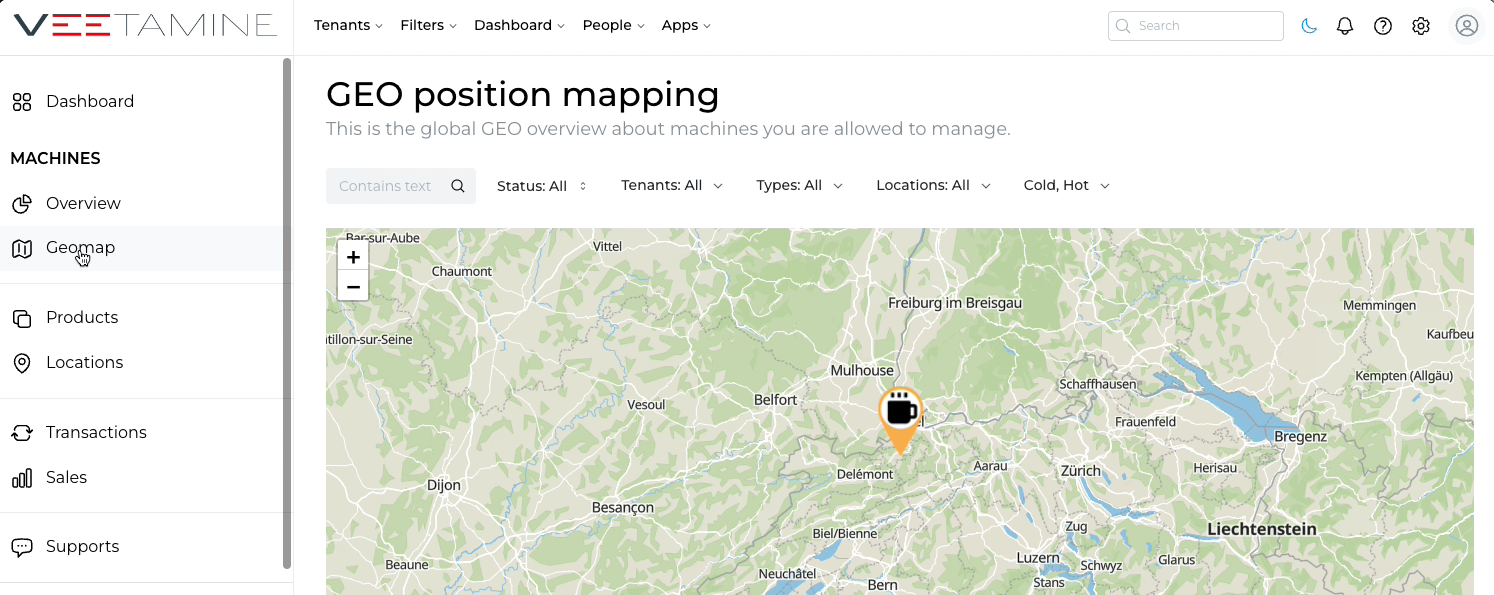 VEETAMINE
Tenants
Filters
Dashboard
People
Apps
Search
Dashboard
MACHINES
Overview
Geomap
Products
Locations
Transactions
Sales
Supports
GEO position mapping
This is the global GEO overview about machines you are allowed to manage.
Contains text
Status: All
Tenants: All
Types: All
Locations: All
Cold, Hot
+
−
Bar-sur-Aube
Vittel
Chaumont
Freiburg im Breisgau
Memmingen
Kaufbeu
tillon-sur-Seine
Mulhouse
Kempten (Allgäu)
Schaffhausen
Belfort
Vesoul
Frauenfeld
Bregenz
Delémont
Aarau
Zürich
Herisau
Dijon
Besançon
Zug
Liechtenstein
Biel/Bienne
Luzern
Glarus
Schwyz
Beaune
Neuchâtel
Bern
Stans